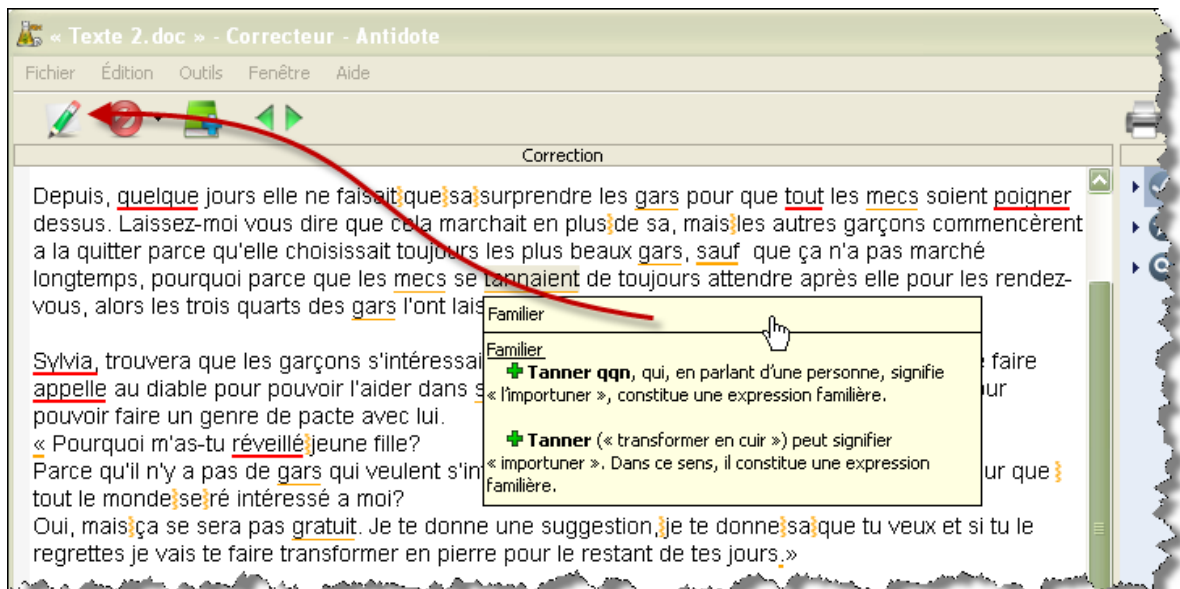 « Texte 2.doc » - Correcteur - Antidote
Fichier Édition Outils Fenêtre Aide
Correction
Depuis, quelque jours elle ne faisait que sa surprendre les gars pour que tout les mecs soient poigner
dessus. Laissez-moi vous dire que cela marchait en plus de sa, mais les autres garçons commencèrent
a la quitter parce qu'elle choisissait toujours les plus beaux gars, sauf que ça n'a pas marché
longtemps, pourquoi parce que les mecs se tannaient de toujours attendre après elle pour les rendez-
vous, alors les trois quarts des gars l'ont lais
Familier
Familier
Tanner qqn, qui, en parlant d'une personne, signifie
« l'importuner », constitue une expression familière.
Tanner (« transformer en cuir ») peut signifier
« importuner ». Dans ce sens, il constitue une expression
familière.
Sylvia, trouvera que les garçons s'intéressai faire
appelle au diable pour pouvoir l'aider dans s ur
pouvoir faire un genre de pacte avec lui.
« Pourquoi m'as-tu réveillé jeune fille?
Parce qu'il n'y a pas de gars qui veulent s'in ur que
tout le monde se ré intéressé a moi?
Oui, mais ça se sera pas gratuit. Je te donne une suggestion, je te donne sa que tu veux et si tu le
regrettes je vais te faire transformer en pierre pour le restant de tes jours.»